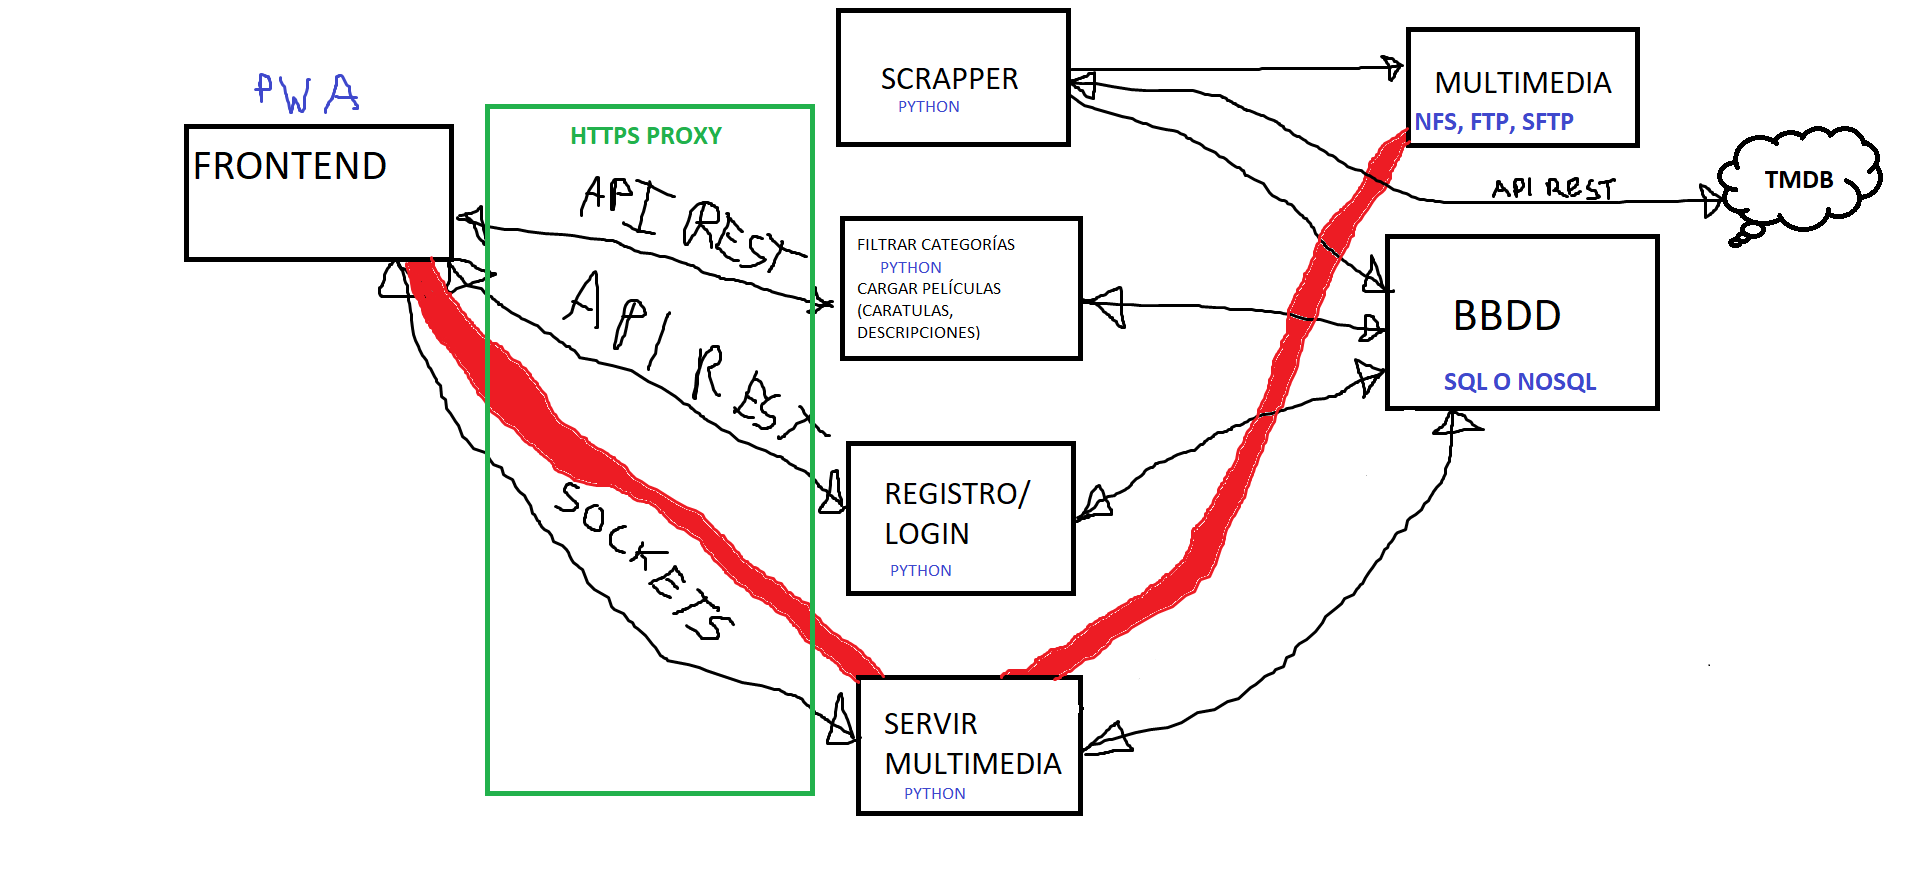 PWA
FRONTEND
HTTPS PROXY
API REST
API REST
SOCKETS
SCRAPPER
PYTHON
FILTRAR CATEGORÍAS
PYTHON
CARGAR PELÍCULAS
(CARATULAS,
DESCRIPCIONES)
REGISTRO/
LOGIN
PYTHON
SERVIR
MULTIMEDIA
PYTHON
MULTIMEDIA
NFS, FTP, SFTP
API REST
TMDB
BBDD
SQL O NOSQL